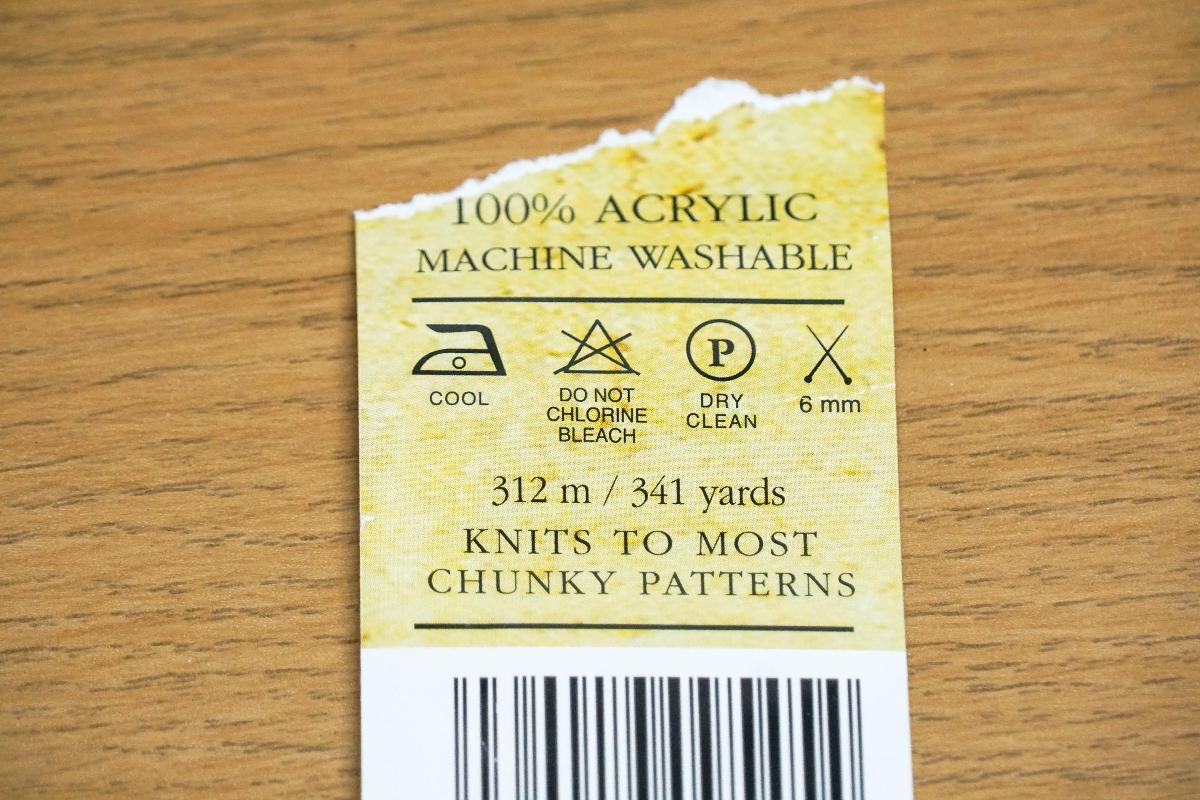 100% ACRYLIC
MACHINE WASHABLE
COOL
DO NOT
CHLORINE
BLEACH
P
DRY
CLEAN
6 mm
312 m / 341 yards
KNITS TO MOST
CHUNKY PATTERNS